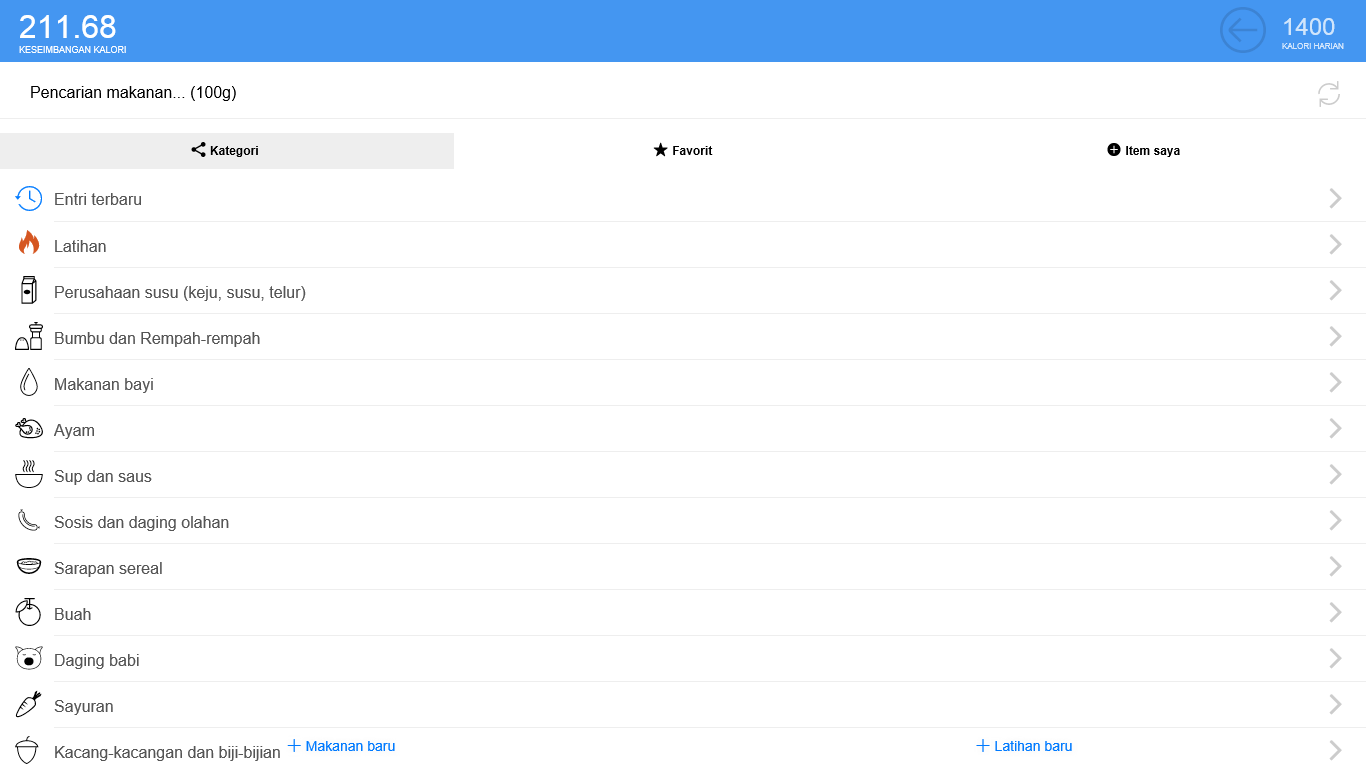 211.68
KESEIMBANGAN KALORI
1400
KALORI HARIAN
Pencarian makanan... (100g)
Kategori
Favorit
Item saya
Entri terbaru
Latihan
Perusahaan susu (keju, susu, telur)
Bumbu dan Rempah-rempah
Makanan bayi
Ayam
Sup dan saus
Sosis dan daging olahan
Sarapan sereal
Buah
Daging babi
Sayuran
Kacang-kacangan dan biji-bijian
Makanan baru
Latihan baru